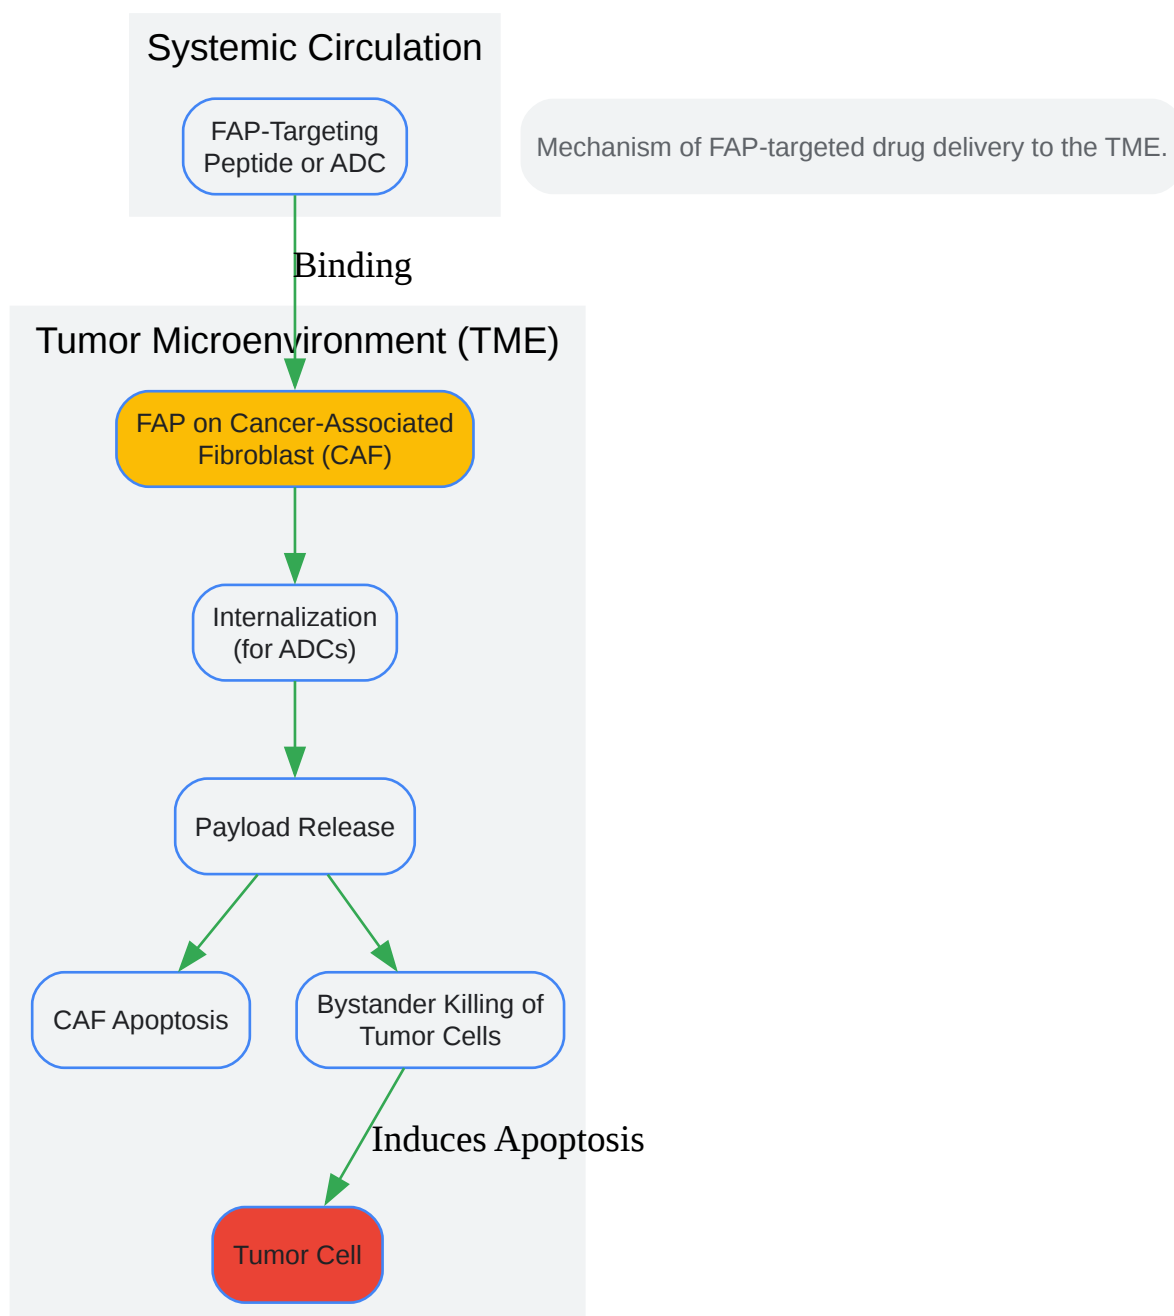 Systemic Circulation
FAP-Targeting
Peptide or ADC
Mechanism of FAP-targeted drug delivery to the TME.
Binding
Tumor Microenvironment (TME)
FAP on Cancer-Associated
Fibroblast (CAF)
Internalization
(for ADCs)
Payload Release
CAF Apoptosis
Bystander Killing of
Tumor Cells
Induces Apoptosis
Tumor Cell